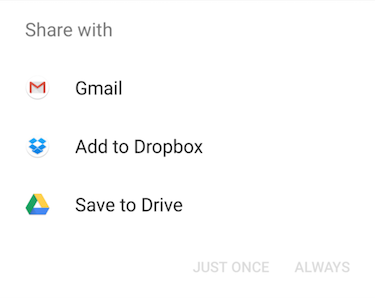 Share with
Gmail
Add to Dropbox
Save to Drive
JUST ONCE ALWAYS